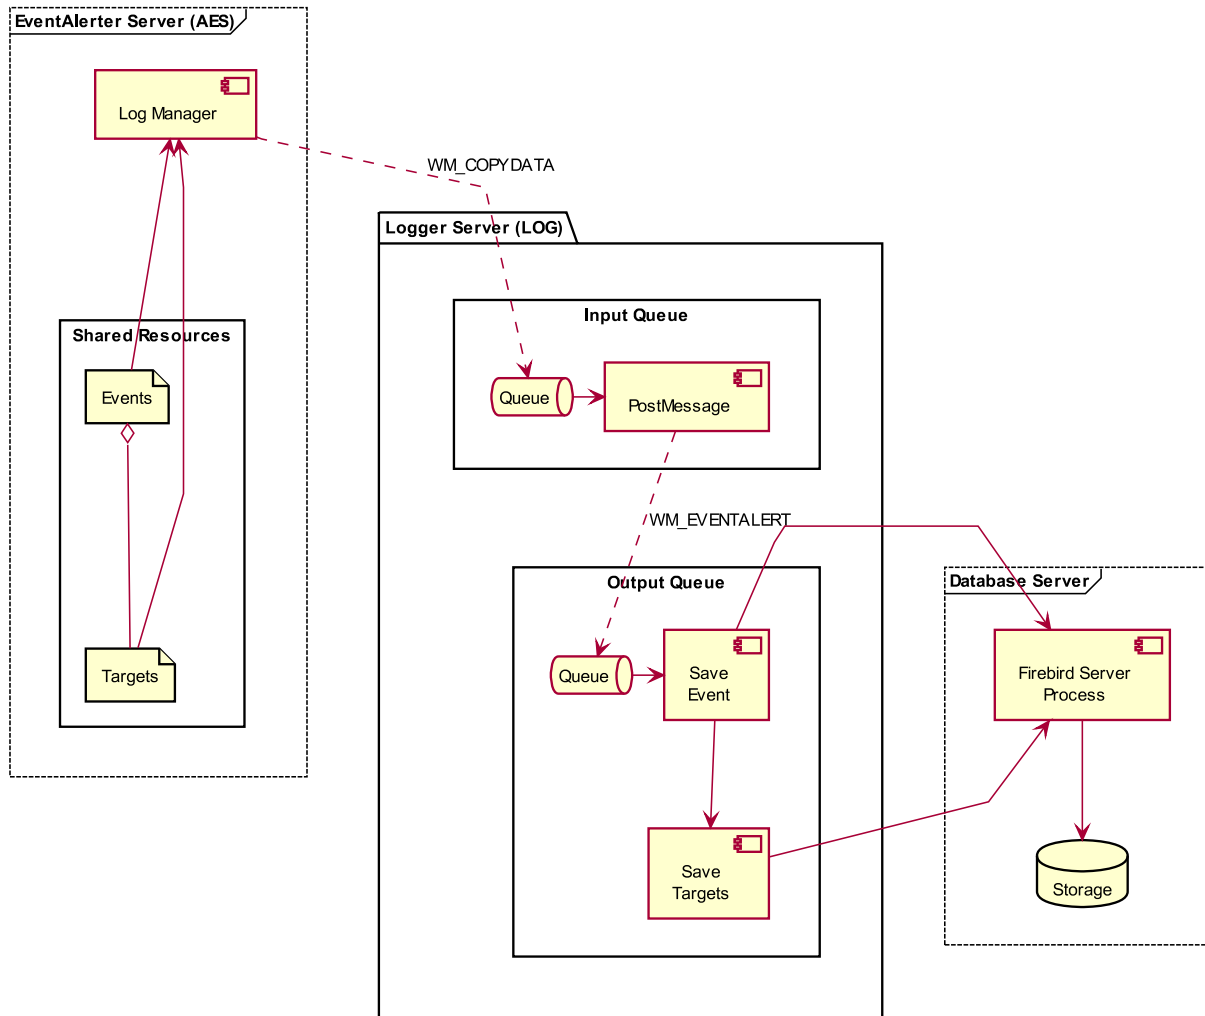 EventAlerter Server (AES)
Log Manager
WM_COPYDATA
Logger Server (LOG)
Input Queue
Shared Resources
Events
Queue
PostMessage
WM_EVENTALERT
Output Queue
Database Server
Targets
Queue
Save
Event
Firebird Server
Process
Save
Targets
Storage